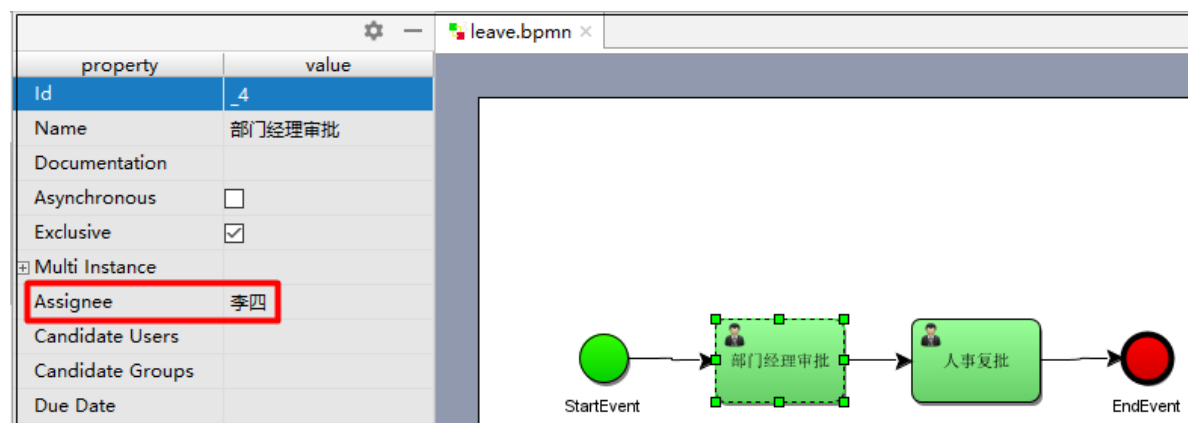 leave.bpmn
property value
Id _4
Name 部门经理审批
Documentation
Asynchronous
Exclusive
Multi Instance
Assignee 李四
Candidate Users
Candidate Groups
Due Date
部门经理审批
人事复批
StartEvent
EndEvent